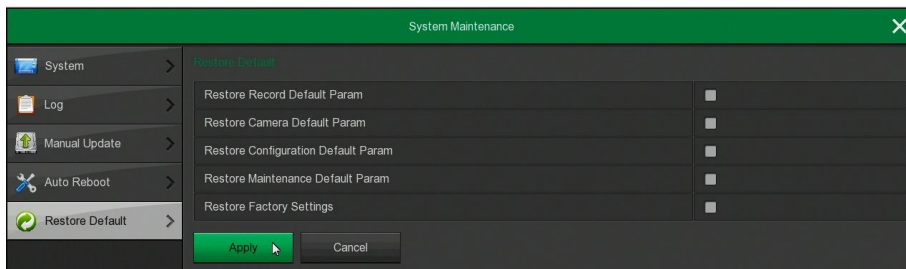 System Maintenance
System
Log
Manual Update
Auto Reboot
Restore Default
Restore Default
Restore Record Default Param
Restore Camera Default Param
Restore Configuration Default Param
Restore Maintenance Default Param
Restore Factory Settings
Apply
Cancel